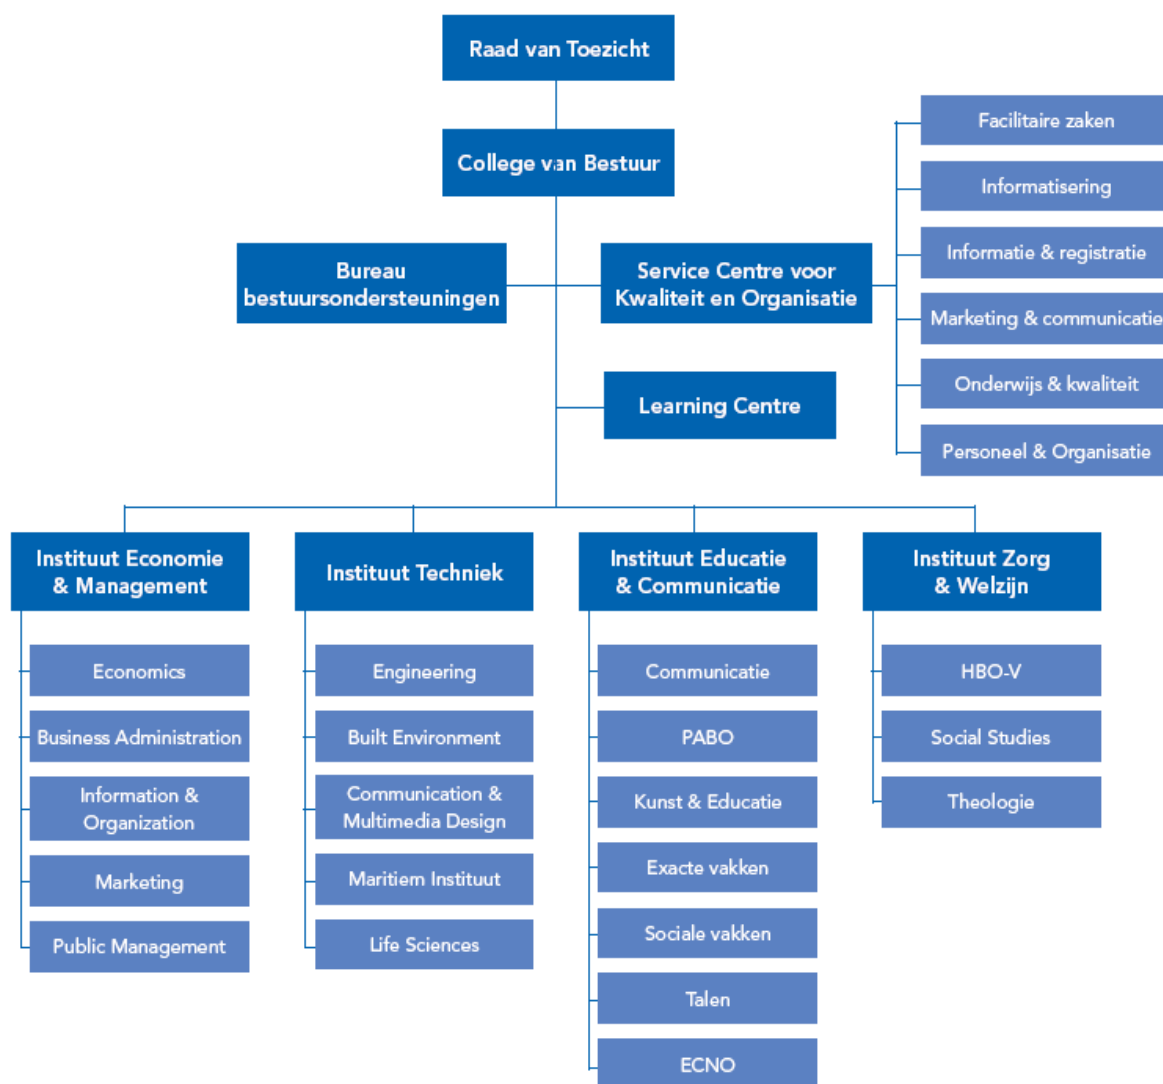 Raad van Toezicht
College van Bestuur
Bureau
bestuursondersteuningen
Service Centre voor
Kwaliteit en Organisatie
Facilitaire zaken
Informatisering
Informatie & registratie
Marketing & communicatie
Onderwijs & kwaliteit
Personeel & Organisatie
Learning Centre
Instituut Economie
& Management
Economics
Business Administration
Information &
Organization
Marketing
Public Management
Instituut Techniek
Engineering
Built Environment
Communication &
Multimedia Design
Maritiem Instituut
Life Sciences
Instituut Educatie
& Communicatie
Communicatie
PABO
Kunst & Educatie
Exacte vakken
Sociale vakken
Talen
ECNO
Instituut Zorg
& Welzijn
HBO-V
Social Studies
Theologie